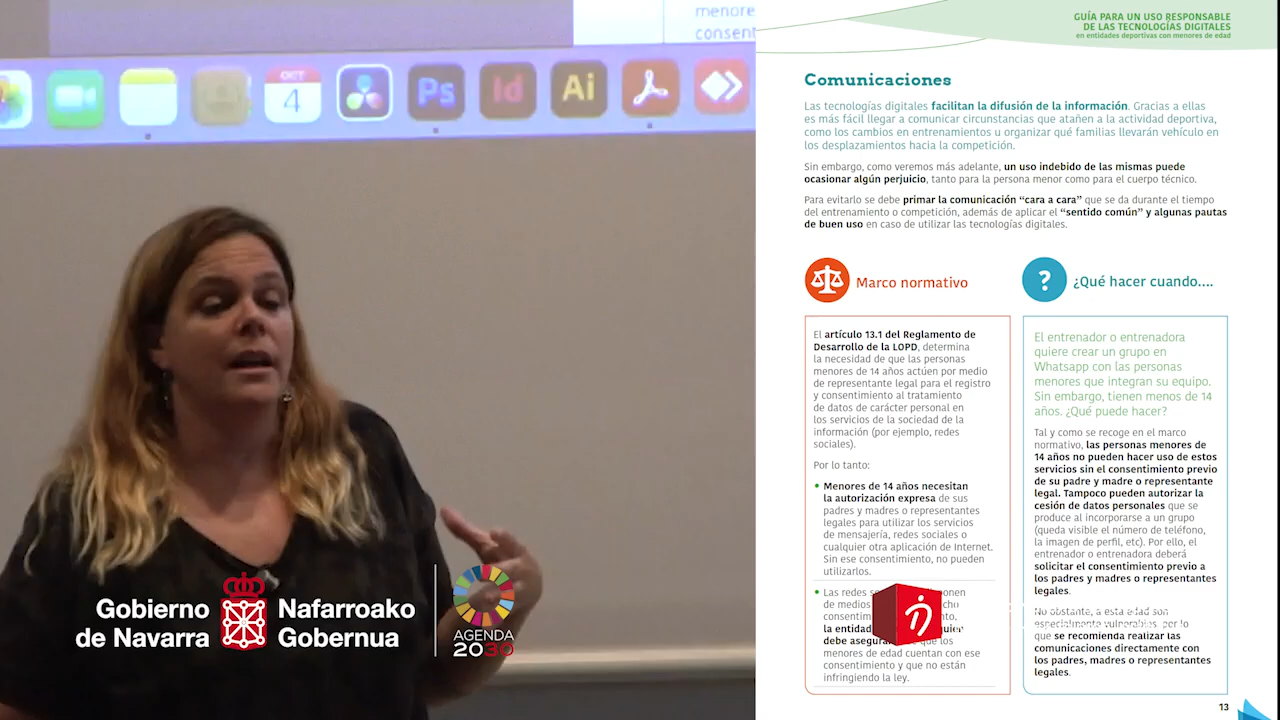 menore
consent
OCT
4
Ps
Id
Ai
Gobierno
de Navarra
Nafarroako
Gobernua
AGENDA
2030
GUÍA PARA UN USO RESPONSABLE
DE LAS TECNOLOGÍAS DIGITALES
en entidades deportivas con menores de edad
Comunicaciones
Las tecnologías digitales facilitan la difusión de la información. Gracias a ellas
es más fácil llegar a comunicar circunstancias que atañen a la actividad deportiva,
como los cambios en entrenamientos u organizar qué familias llevarán vehículo en
los desplazamientos hacia la competición.
Sin embargo, como veremos más adelante, un uso indebido de las mismas puede
ocasionar algún perjuicio, tanto para la persona menor como para el cuerpo técnico.
Para evitarlo se debe primar la comunicación “cara a cara” que se da durante el tiempo
del entrenamiento o competición, además de aplicar el “sentido común” y algunas pautas
de buen uso en caso de utilizar las tecnologías digitales.
Marco normativo
El artículo 13.1 del Reglamento de
Desarrollo de la LOPD, determina
la necesidad de que las personas
menores de 14 años actúen por medio
de representante legal para el registro
y consentimiento al tratamiento
de datos de carácter personal en
los servicios de la sociedad de la
información (por ejemplo, redes
sociales).
Por lo tanto:
• Menores de 14 años necesitan
la autorización expresa de sus
padres y madres o representantes
legales para utilizar los servicios
de mensajería, redes sociales o
cualquier otra aplicación de Internet.
Sin ese consentimiento, no pueden
utilizarlos.
• Las redes
de medios
la entidad
debe que los
menores de edad cuentan con ese
consentimiento y que no están
infringiendo la ley.
?
¿Qué hacer cuando....
El entrenador o entrenadora
quiere crear un grupo en
Whatsapp con las personas
menores que integran su equipo.
Sin embargo, tienen menos de 14
años. ¿Qué puede hacer?
Tal y como se recoge en el marco
normativo, las personas menores de
14 años no pueden hacer uso de estos
servicios sin el consentimiento previo
de su padre y madre o representante
legal. Tampoco pueden autorizar la
cesión de datos personales que se
produce al incorporarse a un grupo
(queda visible el número de teléfono,
la imagen de perfil, etc). Por ello, el
entrenador o entrenadora deberá
solicitar el consentimiento previo a
los padres y madres o representantes
legales.
No obstante, a esta edad son
especialmente vulnerables, por lo
que se recomienda realizar las
comunicaciones directamente con
los padres, madres o representantes
legales.
13